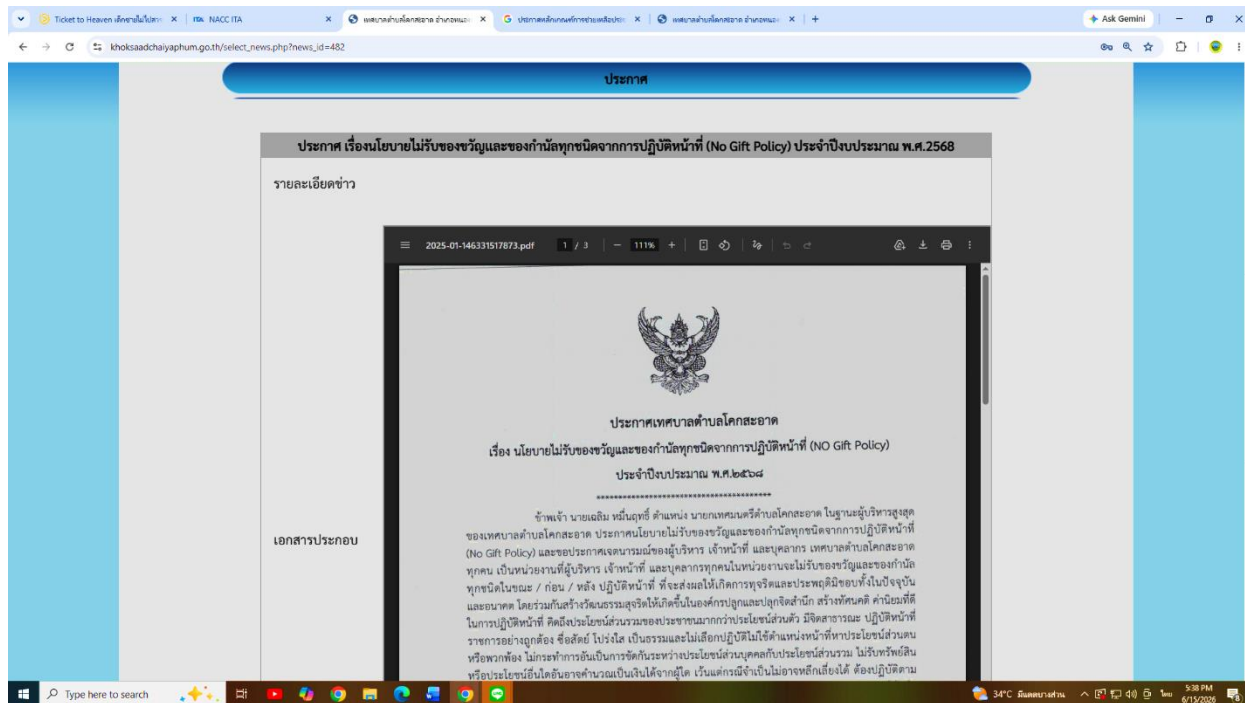 Ticket to Heaven
NACC ITA
เทศบาลตำบลโคกสะอาด อำเภอหนอง
ประกาศหลักเกณฑ์การช่วยเหลือประ
เทศบาลตำบลโคกสะอาด อำเภอหนอง
Ask Gemini
khoksaadchaiyaphum.go.th/select_news.php?news_id=482
ประกาศ
ประกาศ เรื่องนโยบายไม่รับของขวัญและของกำนัลทุกชนิดจากการปฏิบัติหน้าที่ (No Gift Policy) ประจำปีงบประมาณ พ.ศ.2568
รายละเอียดข่าว
2025-01-146331517873.pdf 1 / 3 111%
ประกาศเทศบาลตำบลโคกสะอาด
เรื่อง นโยบายไม่รับของขวัญและของกำนัลทุกชนิดจากการปฏิบัติหน้าที่ (NO Gift Policy)
ประจำปีงบประมาณ พ.ศ.๒๕๖๘
****************************************
ข้าพเจ้า นายเฉลิม หมื่นฤทธิ์ ตำแหน่ง นายกเทศมนตรีตำบลโคกสะอาด ในฐานะผู้บริหารสูงสุด
ของเทศบาลตำบลโคกสะอาด ประกาศนโยบายไม่รับของขวัญและของกำนัลทุกชนิดจากการปฏิบัติหน้าที่
เอกสารประกอบ
(No Gift Policy) และขอประกาศเจตนารมณ์ของผู้บริหาร เจ้าหน้าที่ และบุคลากร เทศบาลตำบลโคกสะอาด
ทุกคน เป็นหน่วยงานที่ผู้บริหาร เจ้าหน้าที่ และบุคลากรทุกคนในหน่วยงานจะไม่รับของขวัญและของกำนัล
ทุกชนิดในขณะ / ก่อน / หลัง ปฏิบัติหน้าที่ ที่จะส่งผลให้เกิดการทุจริตและประพฤติมิชอบทั้งในปัจจุบัน
และอนาคต โดยร่วมกันสร้างวัฒนธรรมสุจริตให้เกิดขึ้นในองค์กรปลูกและปลุกจิตสำนึก สร้างทัศนคติ ค่านิยมที่ดี
ในการปฏิบัติหน้าที่ คิดถึงประโยชน์ส่วนรวมของประชาชนมากกว่าประโยชน์ส่วนตัว มีจิตสาธารณะ ปฏิบัติหน้าที่
ราชการอย่างถูกต้อง ซื่อสัตย์ โปร่งใส เป็นธรรมและไม่เลือกปฏิบัติไม่ใช้ตำแหน่งหน้าที่หาประโยชน์ส่วนตน
หรือพวกพ้อง ไม่กระทำการอันเป็นการขัดกันระหว่างประโยชน์ส่วนบุคคลกับประโยชน์ส่วนรวม ไม่รับทรัพย์สิน
หรือประโยชน์อื่นใดอันอาจคำนวณเป็นเงินได้จากผู้ใด เว้นแต่กรณีจำเป็นไม่อาจหลีกเลี่ยงได้ ต้องปฏิบัติตาม
Type here to search
34°C มีแดดบางส่วน
ไทย
5:38 PM
6/15/2026